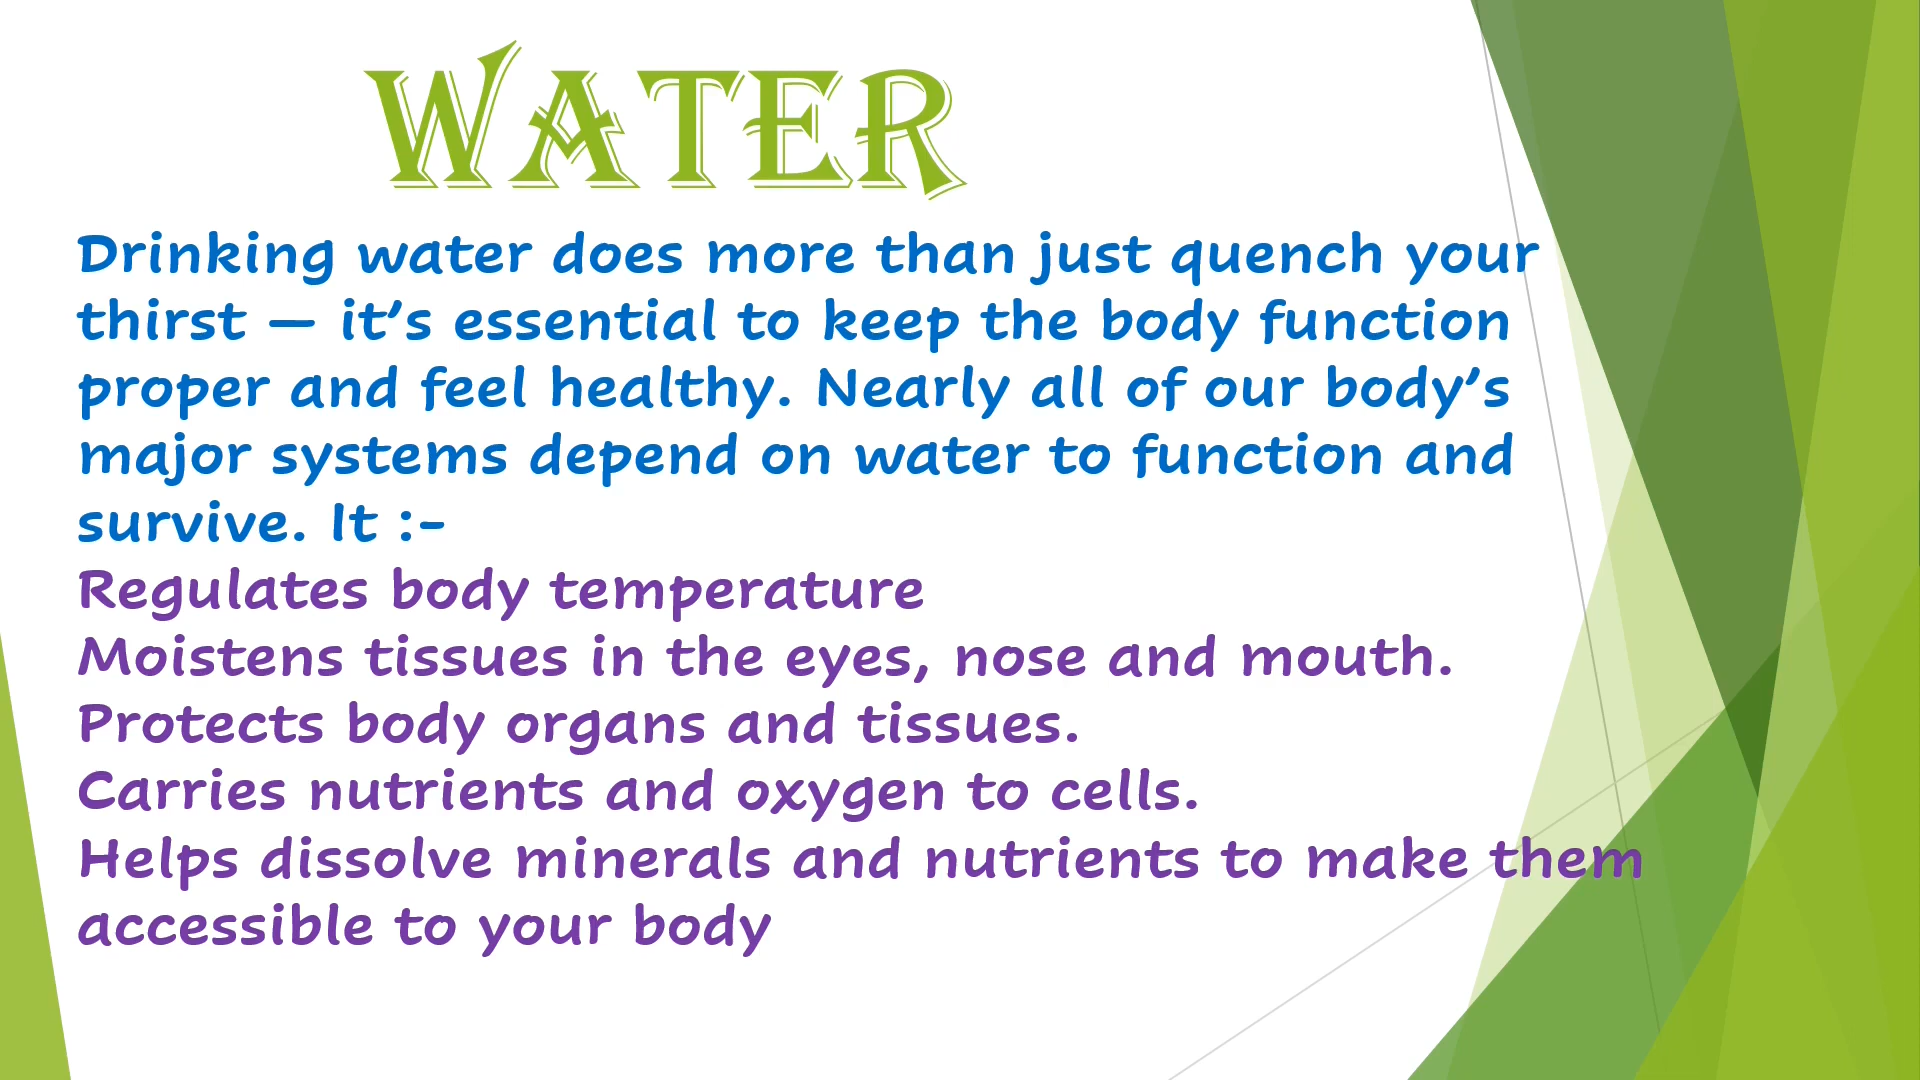 WATER
Drinking water does more than just quench your
thirst — it’s essential to keep the body function
proper and feel healthy. Nearly all of our body’s
major systems depend on water to function and
survive. It :-
Regulates body temperature
Moistens tissues in the eyes, nose and mouth.
Protects body organs and tissues.
Carries nutrients and oxygen to cells.
Helps dissolve minerals and nutrients to make them
accessible to your body